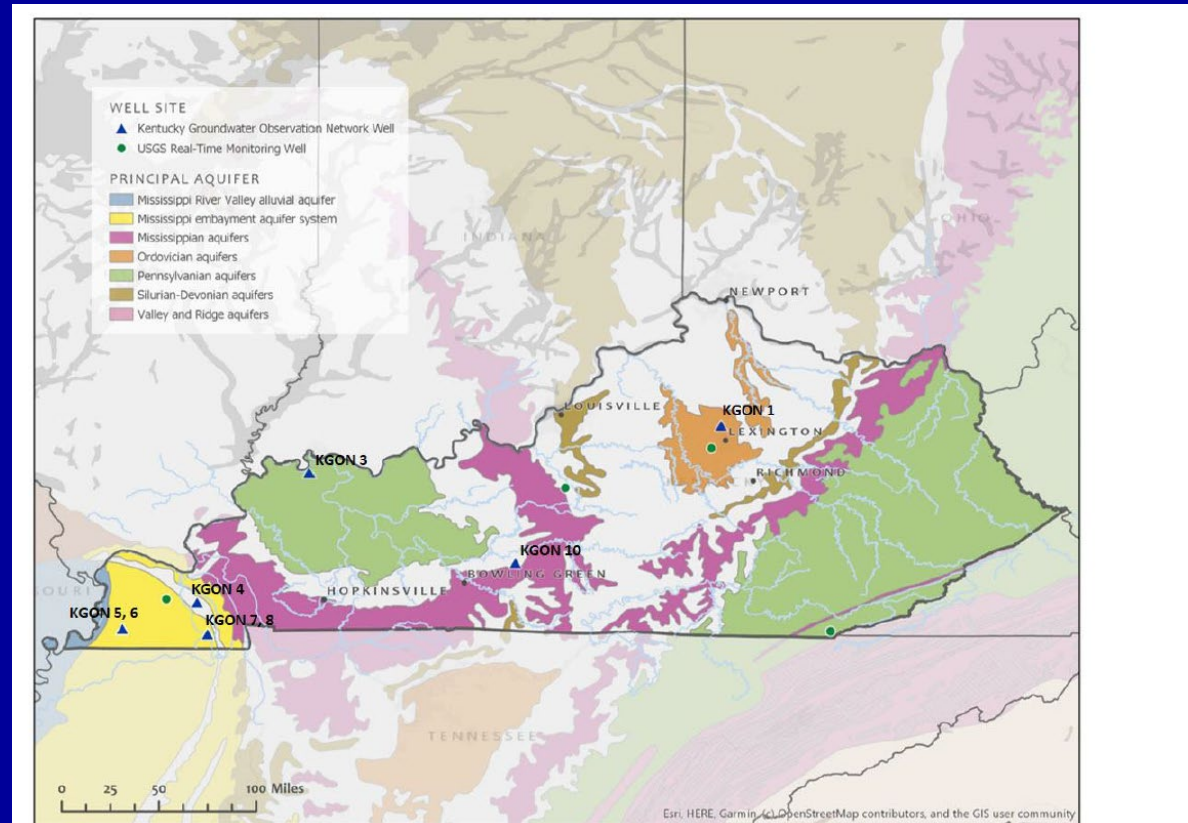 WELL SITE
Kentucky Groundwater Observation Network Well
USGS Real-Time Monitoring Well
PRINCIPAL AQUIFER
Mississippi River Valley alluvial aquifer
Mississippi embayment aquifer system
Mississippian aquifers
Ordovician aquifers
Pennsylvanian aquifers
Silurian-Devonian aquifers
Valley and Ridge aquifers
OHIO
INDIANA
NEWPORT
LOUISVILLE
KGON 1
LEXINGTON
KGON 3
RICHMOND
KGON 10
BOWLING GREEN
HOPKINSVILLE
KGON 4
KGON 5, 6
KGON 7, 8
TENNESSEE
0 25 50 100 Miles
Esri, HERE, Garmin, (c) OpenStreetMap contributors, and the GIS user community